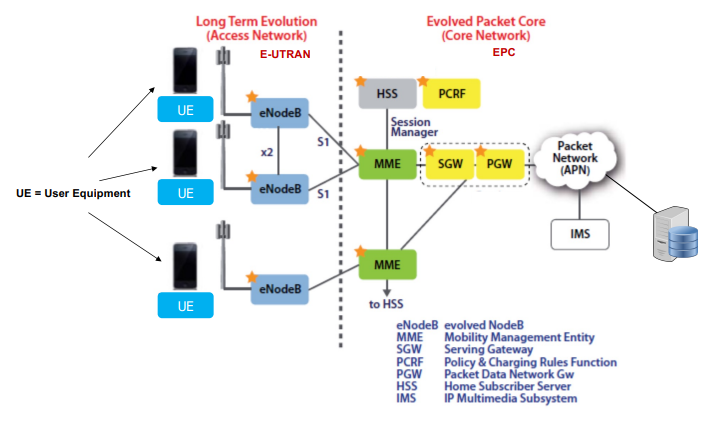 Long Term Evolution
(Access Network)
E-UTRAN
Evolved Packet Core
(Core Network)
EPC
UE
eNodeB
S1
x2
UE
eNodeB
S1
UE = User Equipment
UE
eNodeB
HSS
PCRF
Session
Manager
MME
SGW
PGW
Packet
Network
(APN)
IMS
MME
to HSS
eNodeB evolved NodeB
MME Mobility Management Entity
SGW Serving Gateway
PCRF Policy & Charging Rules Function
PGW Packet Data Network Gw
HSS Home Subscriber Server
IMS IP Multimedia Subsystem